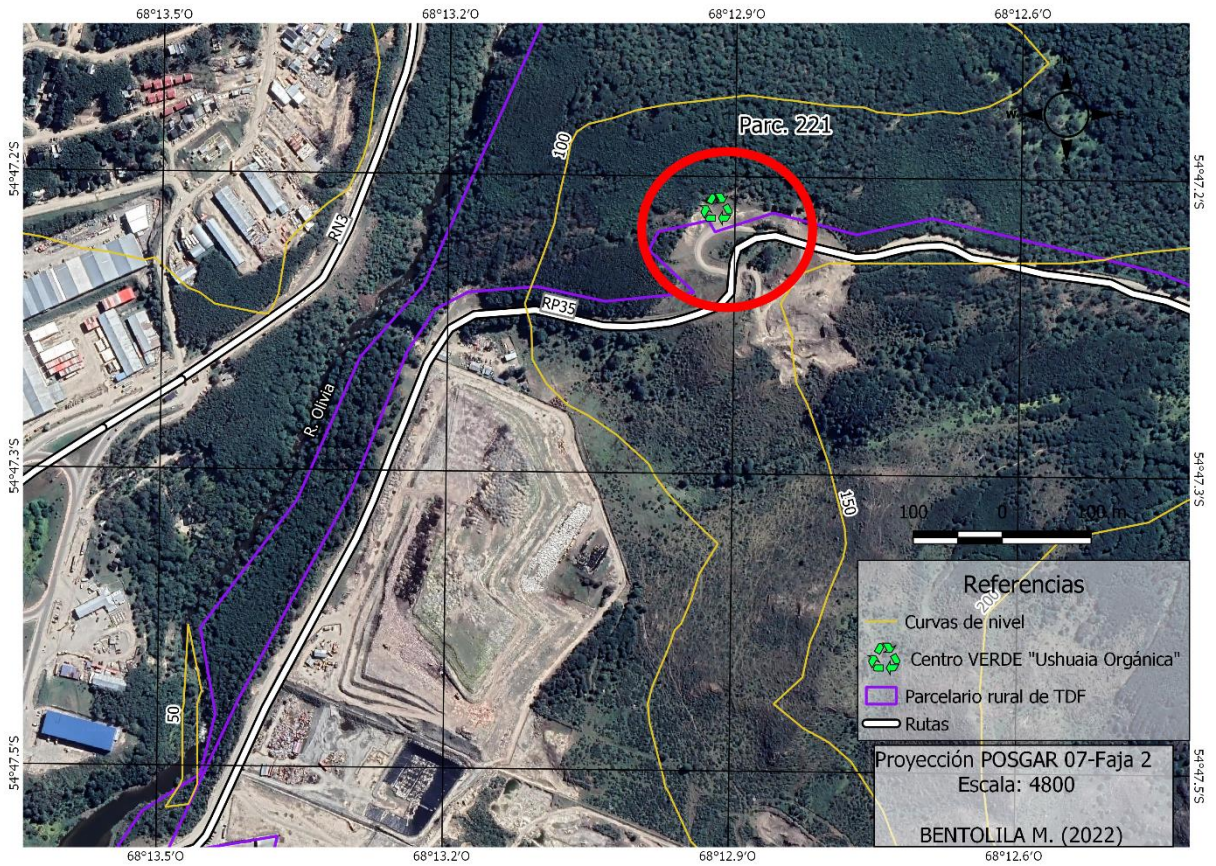 68°13.5'O 68°13.2'O 68°12.9'O 68°12.6'O
54°47.2'S
54°47.2'S
100
Parc. 221
W
RN3
RP35
R. Olivia
54°47.3'S
54°47.3'S
150
100 0 100 m
50
200
Referencias
Curvas de nivel
Centro VERDE "Ushuaia Orgánica"
Parcelario rural de TDF
Rutas
54°47.5'S
54°47.5'S
Proyección POSGAR 07-Faja 2
Escala: 4800
BENTOLILA M. (2022)
68°13.5'O 68°13.2'O 68°12.9'O 68°12.6'O